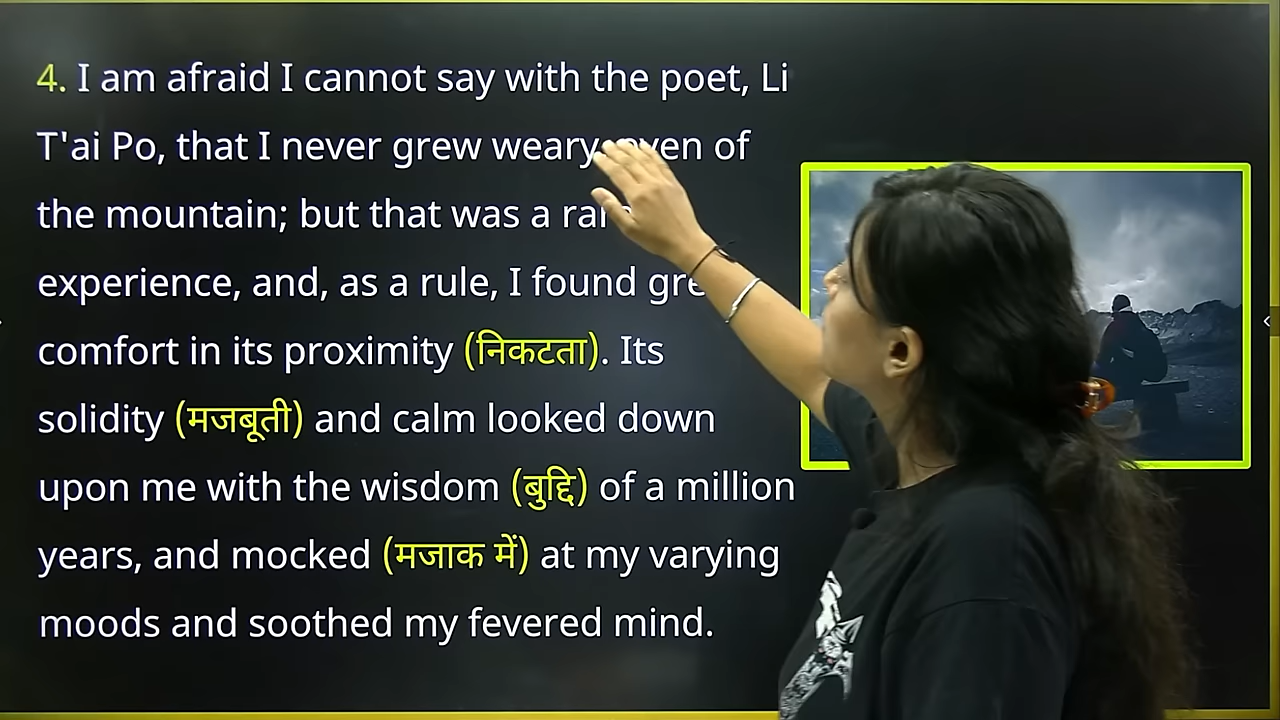 4. I am afraid I cannot say with the poet, Li
T'ai Po, that I never grew weary even of
the mountain; but that was a rare
experience, and, as a rule, I found
comfort in its proximity (निकटता). Its
solidity (मजबूती) and calm looked down
upon me with the wisdom (बुद्दि) of a million
years, and mocked (मजाक में) at my varying
moods and soothed my fevered mind.